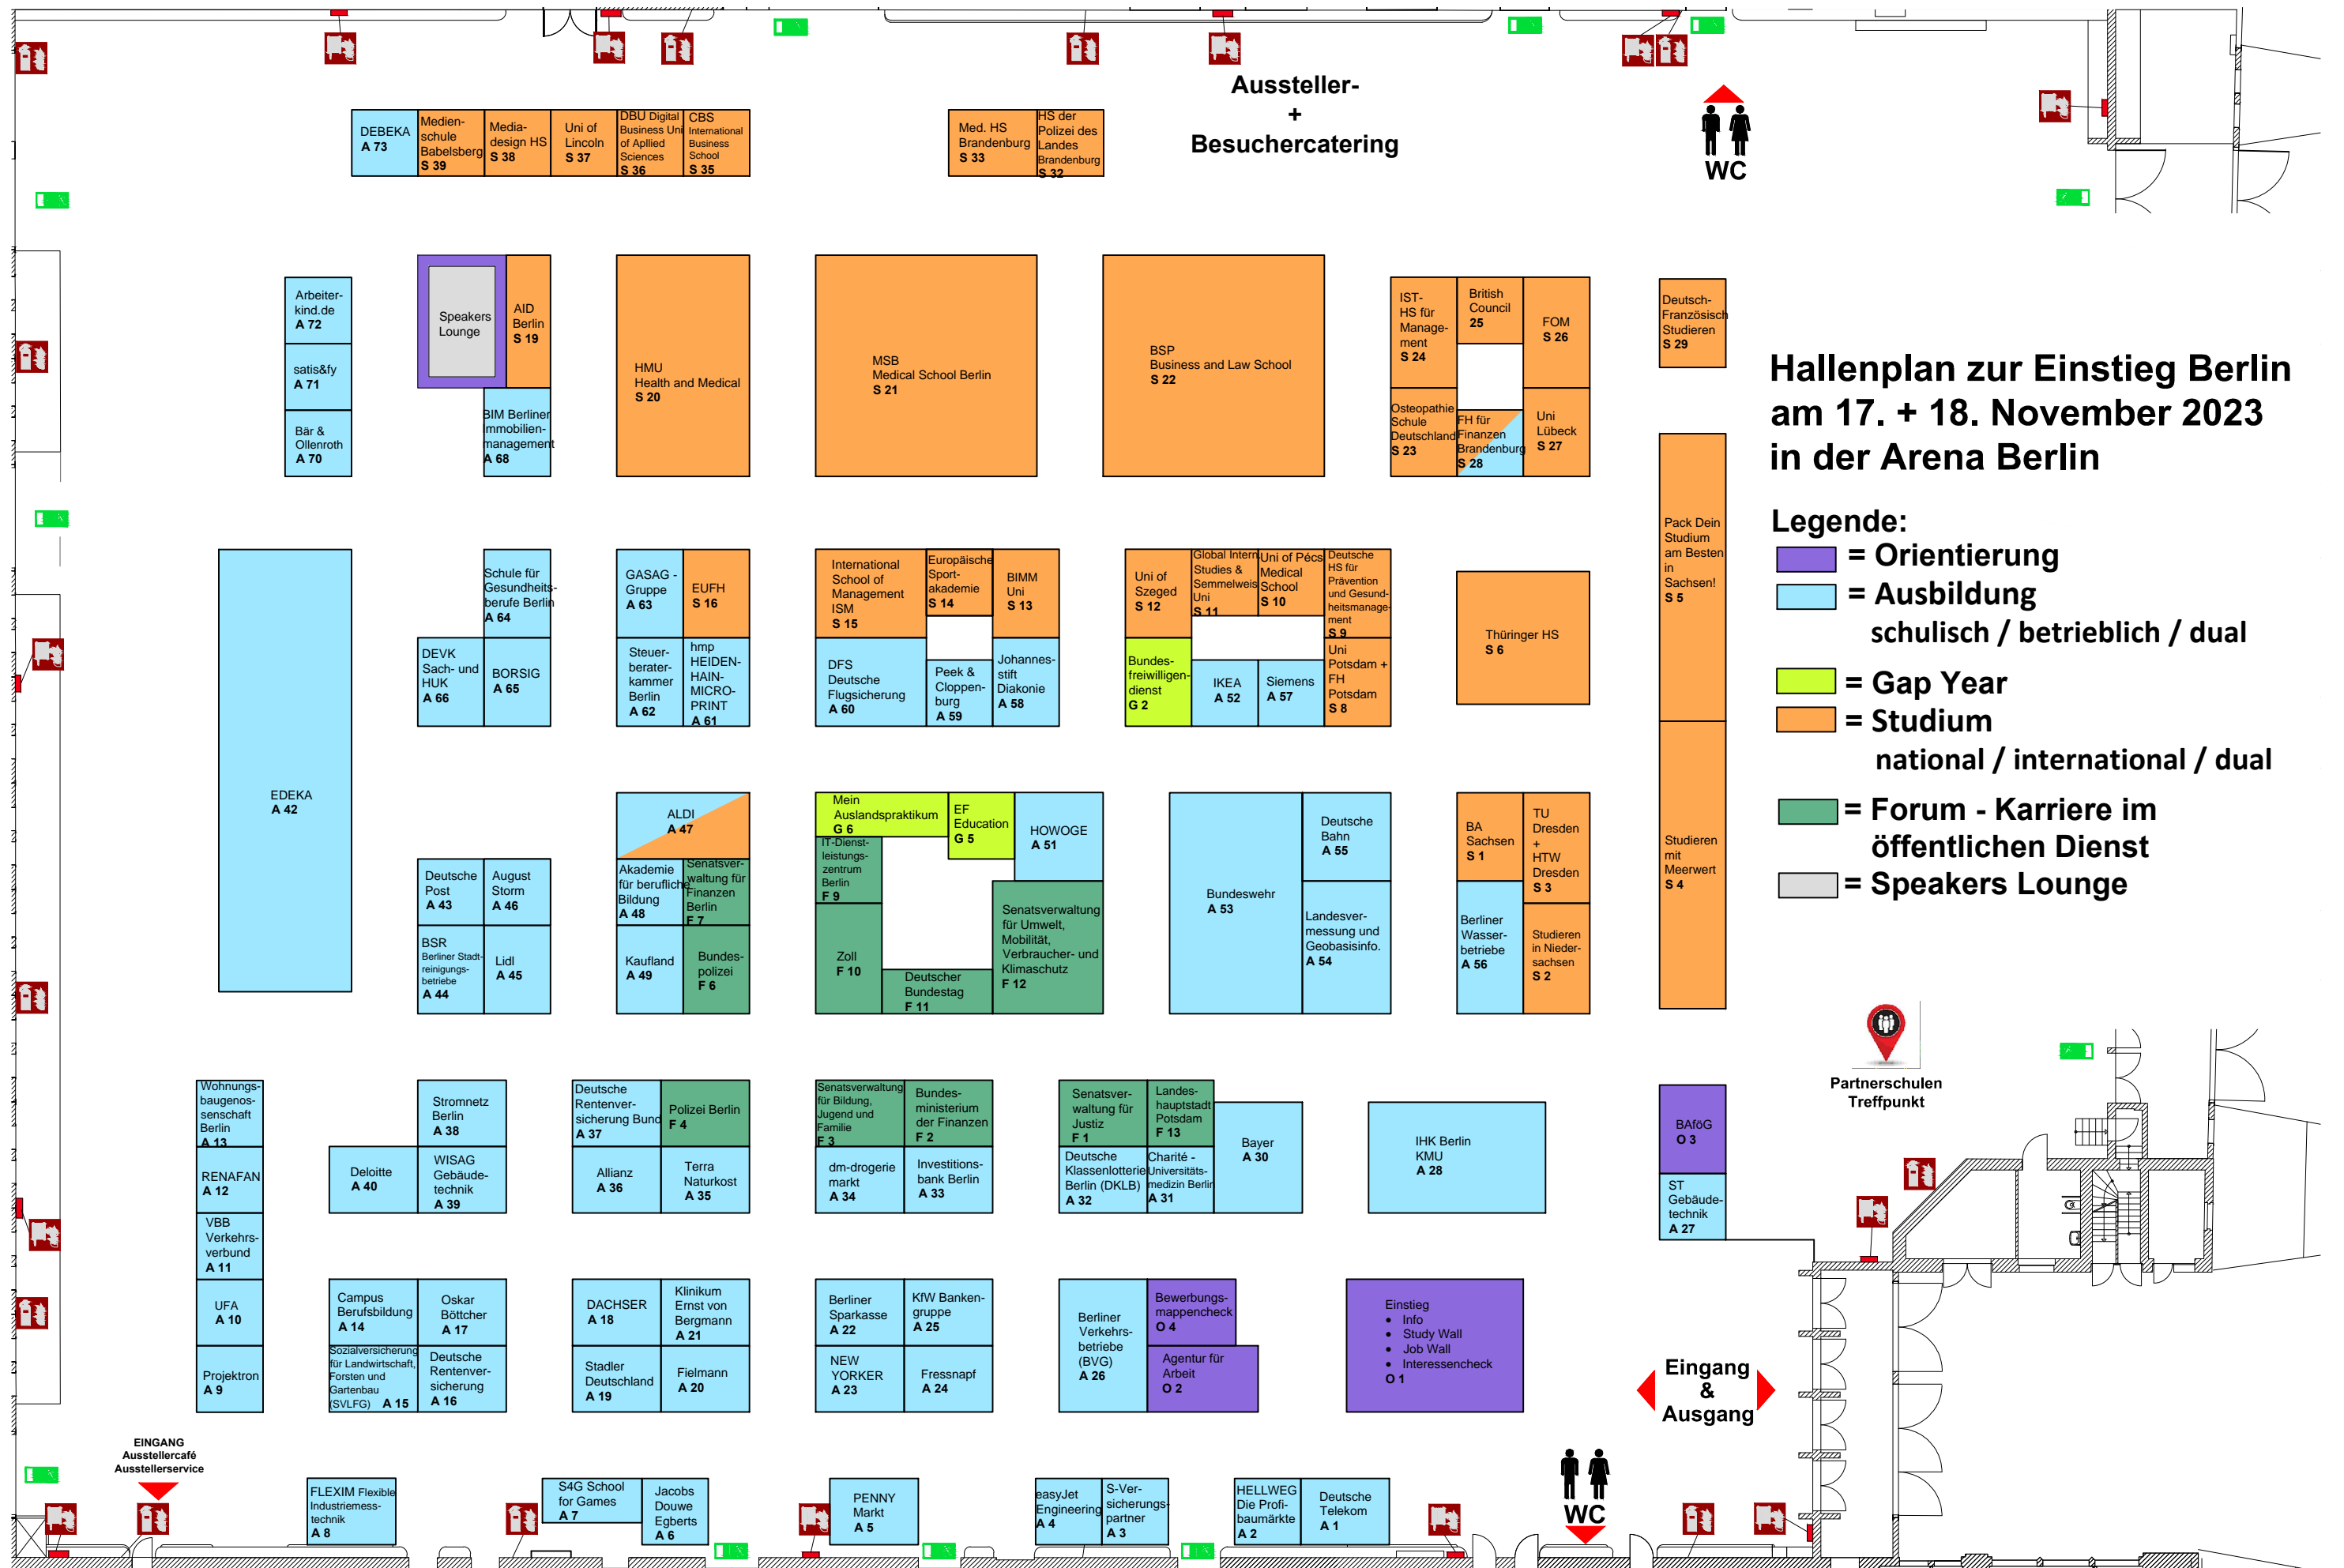 Aussteller-
+
Besuchercatering
WC
DEBEKA
A 73
Medien-
schule
Babelsberg
S 39
Media-
design HS
S 38
Uni of
Lincoln
S 37
DBU Digital
Business Uni
of Apllied
Sciences
S 36
CBS
International
Business
School
S 35
Med. HS
Brandenburg
S 33
HS der
Polizei des
Landes
Brandenburg
S 32
Arbeiter-
kind.de
A 72
satis&fy
A 71
Bär &
Ollenroth
A 70
Speakers
Lounge
AID
Berlin
S 19
BIM Berliner
Immobilien-
management
A 68
HMU
Health and Medical
S 20
MSB
Medical School Berlin
S 21
BSP
Business and Law School
S 22
IST-
HS für
Manage-
ment
S 24
British
Council
25
FOM
S 26
Osteopathie
Schule
Deutschland
S 23
FH für
Finanzen
Brandenburg
S 28
Uni
Lübeck
S 27
Deutsch-
Französisch
Studieren
S 29
Hallenplan zur Einstieg Berlin
am 17. + 18. November 2023
in der Arena Berlin
Legende:
= Orientierung
= Ausbildung
schulisch / betrieblich / dual
= Gap Year
= Studium
national / international / dual
= Forum - Karriere im
öffentlichen Dienst
= Speakers Lounge
Pack Dein
Studium
am Besten
in
Sachsen!
S 5
Studieren
mit
Meerwert
S 4
EDEKA
A 42
Schule für
Gesundheits-
berufe Berlin
A 64
DEVK
Sach- und
HUK
A 66
BORSIG
A 65
GASAG -
Gruppe
A 63
EUFH
S 16
Steuer-
berater-
kammer
Berlin
A 62
hmp
HEIDEN-
HAIN-
MICRO-
PRINT
A 61
International
School of
Management
ISM
S 15
Europäische
Sport-
akademie
S 14
BIMM
Uni
S 13
DFS
Deutsche
Flugsicherung
A 60
Peek &
Cloppen-
burg
A 59
Johannes-
stift
Diakonie
A 58
Uni of
Szeged
S 12
Global Intern.
Studies &
Semmelweis
Uni
S 11
Uni of Pécs
Medical
School
S 10
Deutsche
HS für
Prävention
und Gesund-
heitsmanage-
ment
S 9
Bundes-
freiwilligen-
dienst
G 2
IKEA
A 52
Siemens
A 57
Uni
Potsdam +
FH
Potsdam
S 8
Thüringer HS
S 6
ALDI
A 47
Deutsche
Post
A 43
August
Storm
A 46
BSR
Berliner Stadt-
reinigungs-
betriebe
A 44
Lidl
A 45
Akademie
für berufliche
Bildung
A 48
Senatsver-
waltung für
Finanzen
Berlin
F 7
Kaufland
A 49
Bundes-
polizei
F 6
Mein
Auslandspraktikum
G 6
EF
Education
G 5
HOWOGE
A 51
IT-Dienst-
leistungs-
zentrum
Berlin
F 9
Zoll
F 10
Deutscher
Bundestag
F 11
Senatsverwaltung
für Umwelt,
Mobilität,
Verbraucher- und
Klimaschutz
F 12
Bundeswehr
A 53
Deutsche
Bahn
A 55
Landesver-
messung und
Geobasisinfo.
A 54
BA
Sachsen
S 1
TU
Dresden
+
HTW
Dresden
S 3
Berliner
Wasser-
betriebe
A 56
Studieren
in Nieder-
sachsen
S 2
Partnerschulen
Treffpunkt
Wohnungs-
baugenos-
senschaft
Berlin
A 13
RENAFAN
A 12
VBB
Verkehrs-
verbund
A 11
UFA
A 10
Projektron
A 9
Stromnetz
Berlin
A 38
Deloitte
A 40
WISAG
Gebäude-
technik
A 39
Deutsche
Rentenver-
sicherung Bund
A 37
Polizei Berlin
F 4
Allianz
A 36
Terra
Naturkost
A 35
Senatsverwaltung
für Bildung,
Jugend und
Familie
F 3
Bundes-
ministerium
der Finanzen
F 2
dm-drogerie
markt
A 34
Investitions-
bank Berlin
A 33
Senatsver-
waltung für
Justiz
F 1
Landes-
hauptstadt
Potsdam
F 13
Deutsche
Klassenlotterie
Berlin (DKLB)
A 32
Charité -
Universitäts-
medizin Berlin
A 31
Bayer
A 30
IHK Berlin
KMU
A 28
BAföG
O 3
ST
Gebäude-
technik
A 27
Campus
Berufsbildung
A 14
Oskar
Böttcher
A 17
Sozialversicherung
für Landwirtschaft,
Forsten und
Gartenbau
(SVLFG) A 15
Deutsche
Rentenver-
sicherung
A 16
DACHSER
A 18
Klinikum
Ernst von
Bergmann
A 21
Stadler
Deutschland
A 19
Fielmann
A 20
Berliner
Sparkasse
A 22
KfW Banken-
gruppe
A 25
NEW
YORKER
A 23
Fressnapf
A 24
Berliner
Verkehrs-
betriebe
(BVG)
A 26
Bewerbungs-
mappencheck
O 4
Agentur für
Arbeit
O 2
Einstieg
• Info
• Study Wall
• Job Wall
• Interessencheck
O 1
Eingang
&
Ausgang
EINGANG
Ausstellercafé
Ausstellerservice
FLEXIM Flexible
Industriemess-
technik
A 8
S4G School
for Games
A 7
Jacobs
Douwe
Egberts
A 6
PENNY
Markt
A 5
easyJet
Engineering
A 4
S-Ver-
sicherungs-
partner
A 3
HELLWEG
Die Profi-
baumärkte
A 2
Deutsche
Telekom
A 1
WC